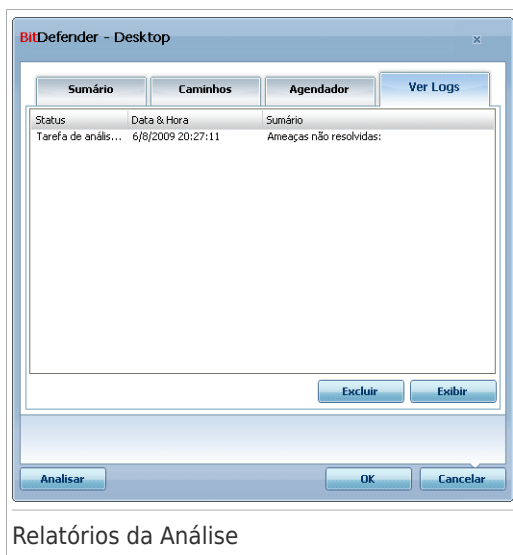 BitDefender - Desktop
Sumário Caminhos Agendador Ver Logs
Status Data & Hora Sumário
Tarefa de anális... 6/8/2009 20:27:11 Ameaças não resolvidas:
Excluir Exibir
Analisar OK Cancelar
Relatórios da Análise